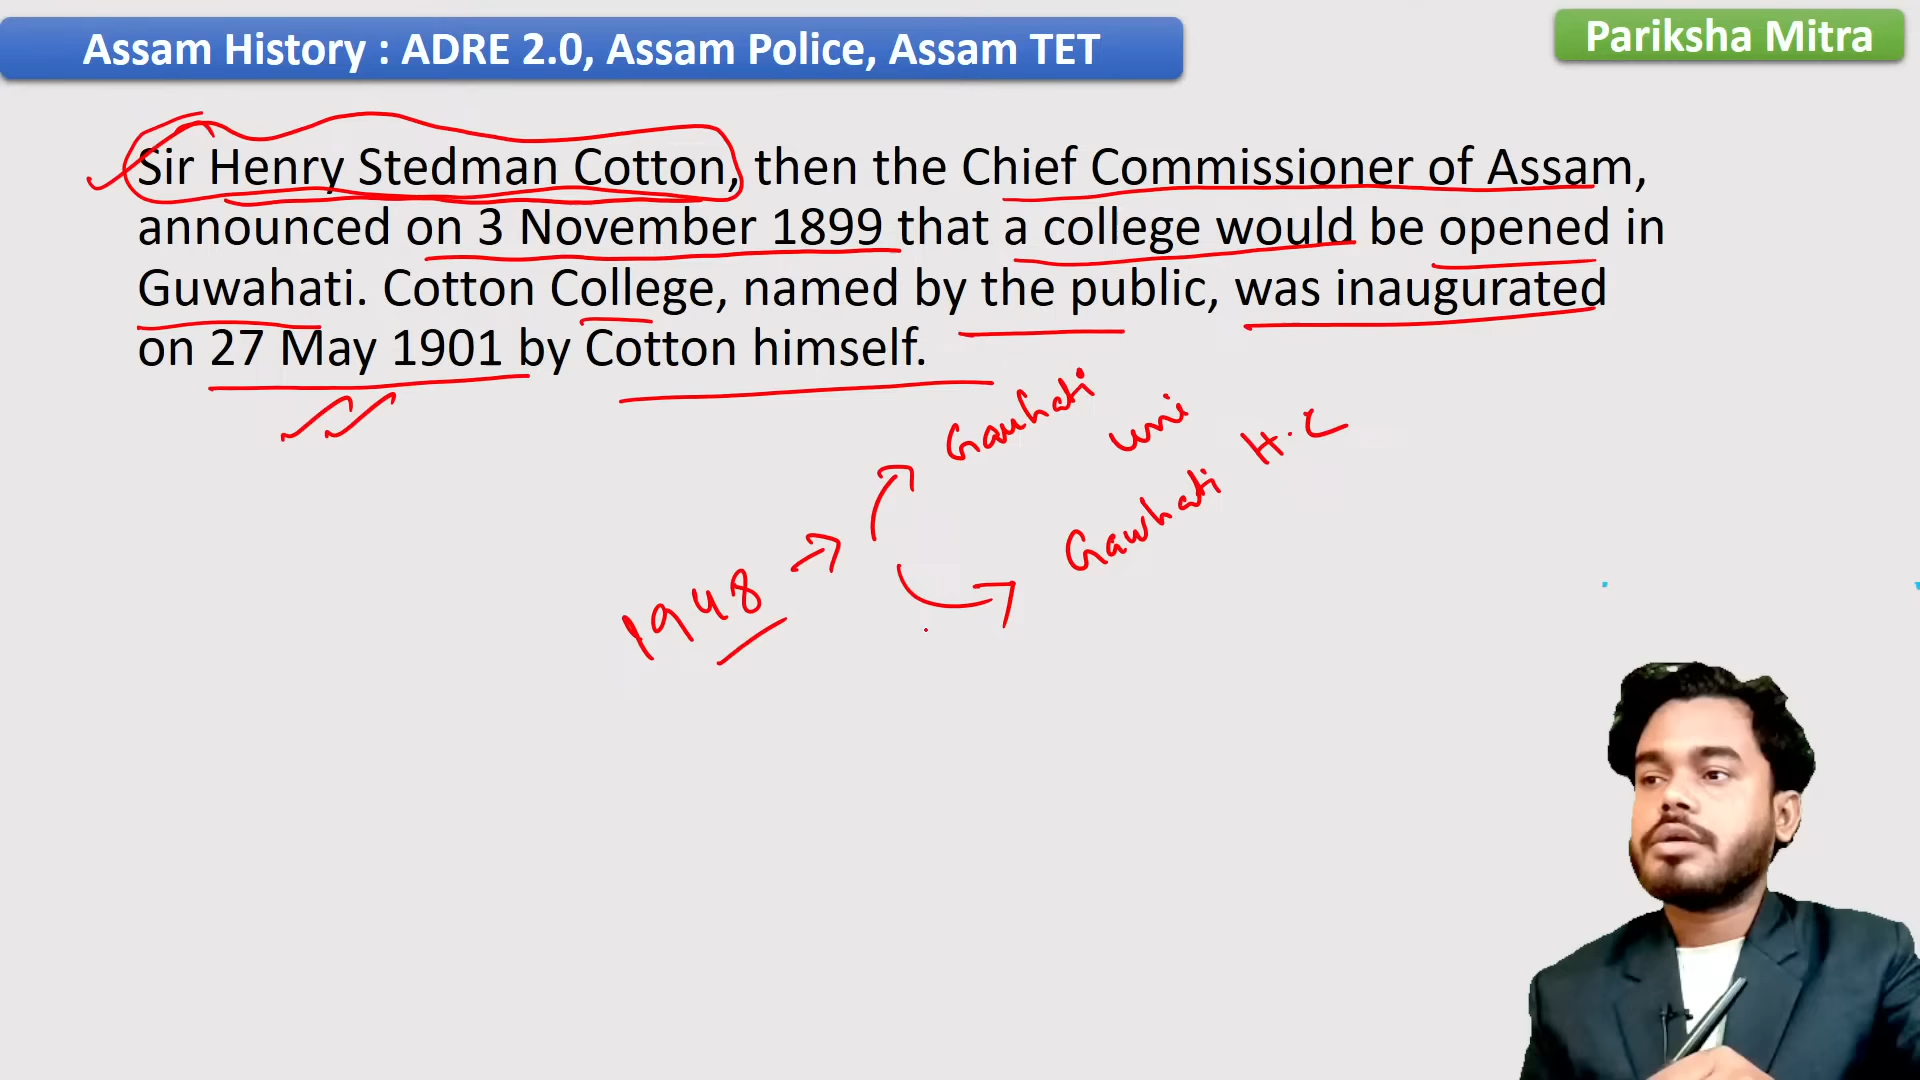 Assam History : ADRE 2.0, Assam Police, Assam TET
Pariksha Mitra
Sir Henry Stedman Cotton, then the Chief Commissioner of Assam,
announced on 3 November 1899 that a college would be opened in
Guwahati. Cotton College, named by the public, was inaugurated
on 27 May 1901 by Cotton himself.
1948
Gauhati Uni
Gauhati H.C